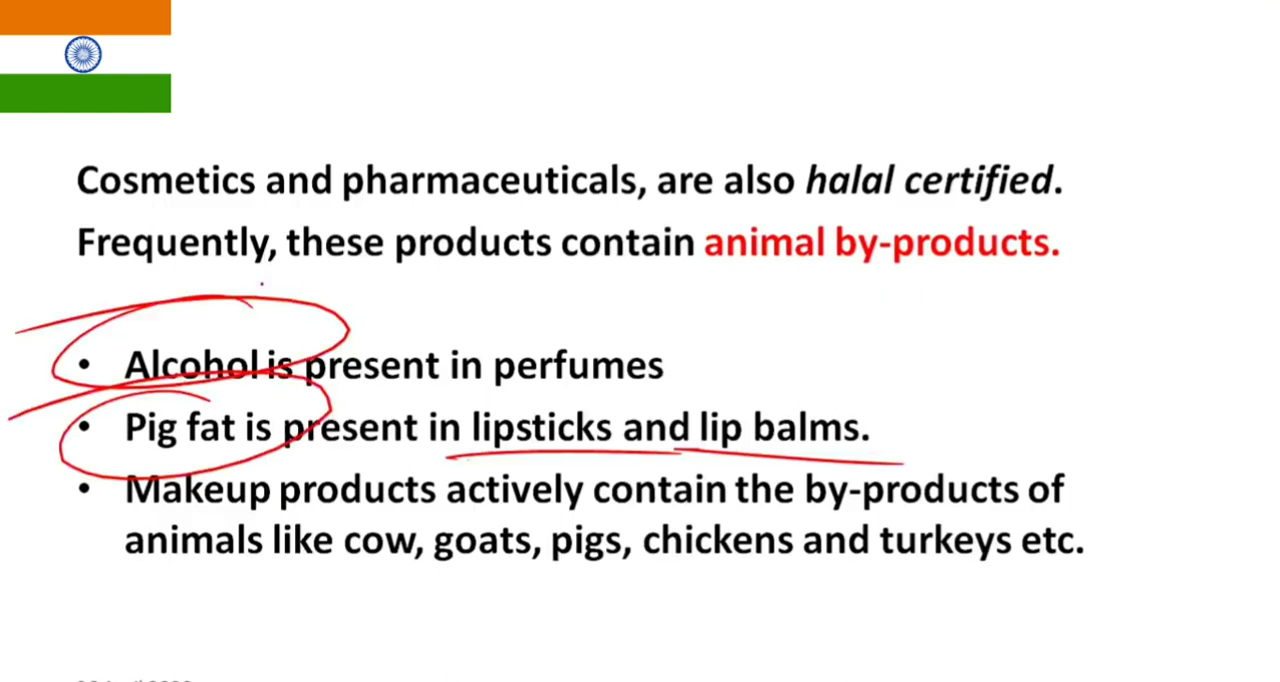 Cosmetics and pharmaceuticals, are also halal certified.
Frequently, these products contain animal by-products.
• Alcohol is present in perfumes
• Pig fat is present in lipsticks and lip balms.
• Makeup products actively contain the by-products of
animals like cow, goats, pigs, chickens and turkeys etc.